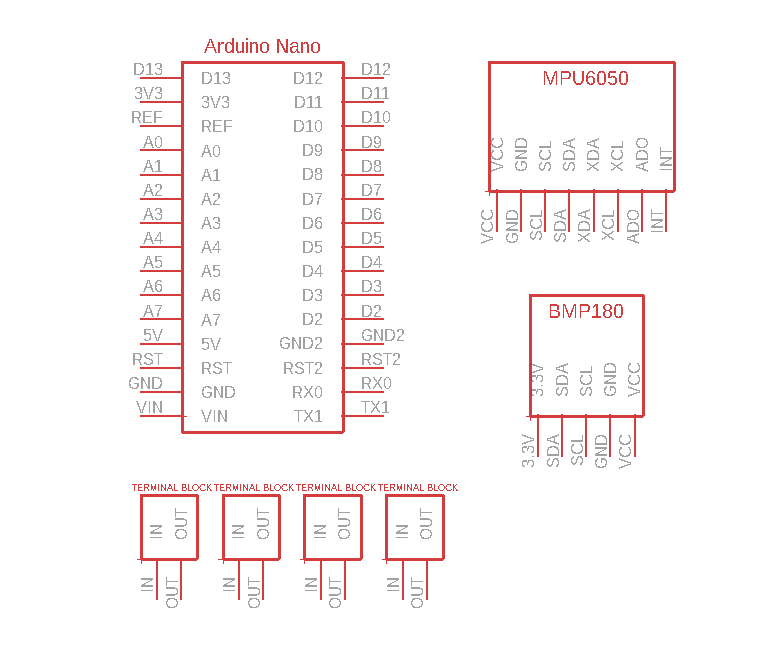 Arduino Nano
D13 D13 D12 D12
3V3 3V3 D11 D11
REF REF D10 D10
A0 A0 D9 D9
A1 A1 D8 D8
A2 A2 D7 D7
A3 A3 D6 D6
A4 A4 D5 D5
A5 A5 D4 D4
A6 A6 D3 D3
A7 A7 D2 D2
5V 5V GND2 GND2
RST RST RST2 RST2
GND GND RX0 RX0
VIN VIN TX1 TX1
MPU6050
VCC GND SCL SDA XDA XCL ADO INT
VCC GND SCL SDA XDA XCL ADO INT
BMP180
3.3V SDA SCL GND VCC
3.3V SDA SCL GND VCC
TERMINAL BLOCK TERMINAL BLOCK TERMINAL BLOCK TERMINAL BLOCK
IN OUT IN OUT IN OUT IN OUT
IN OUT IN OUT IN OUT IN OUT